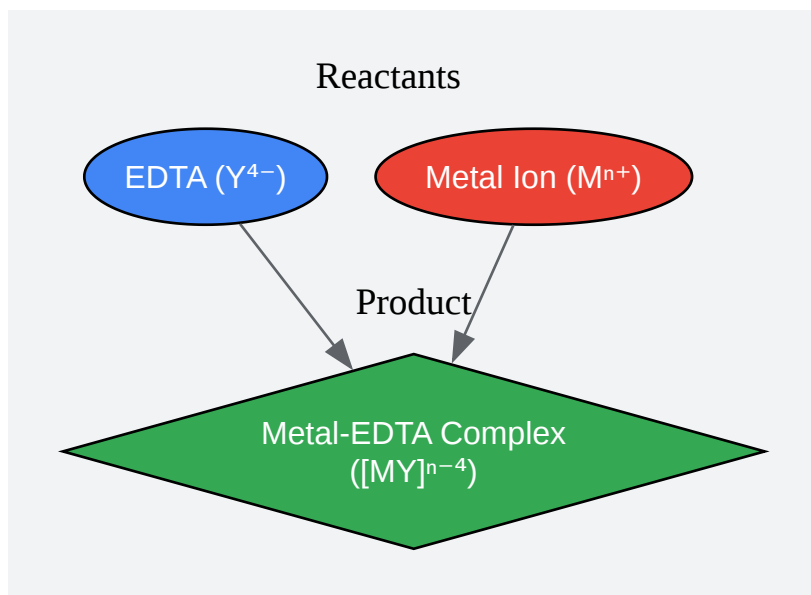 Reactants
EDTA (Y⁴⁻)
Metal Ion (Mⁿ⁺)
Product
Metal-EDTA Complex
([MY]ⁿ⁻⁴)